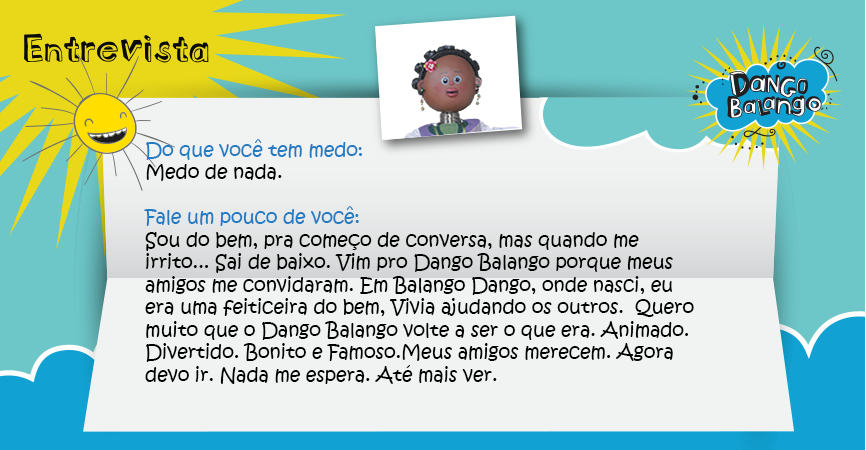 Entrevista
Dango
Balango
Do que você tem medo:
Medo de nada.
Fale um pouco de você:
Sou do bem, pra começo de conversa, mas quando me
irrito... Sai de baixo. Vim pro Dango Balango porque meus
amigos me convidaram. Em Balango Dango, onde nasci, eu
era uma feiticeira do bem, Vivia ajudando os outros.  Quero
muito que o Dango Balango volte a ser o que era. Animado.
Divertido. Bonito e Famoso.Meus amigos merecem. Agora
devo ir. Nada me espera. Até mais ver.